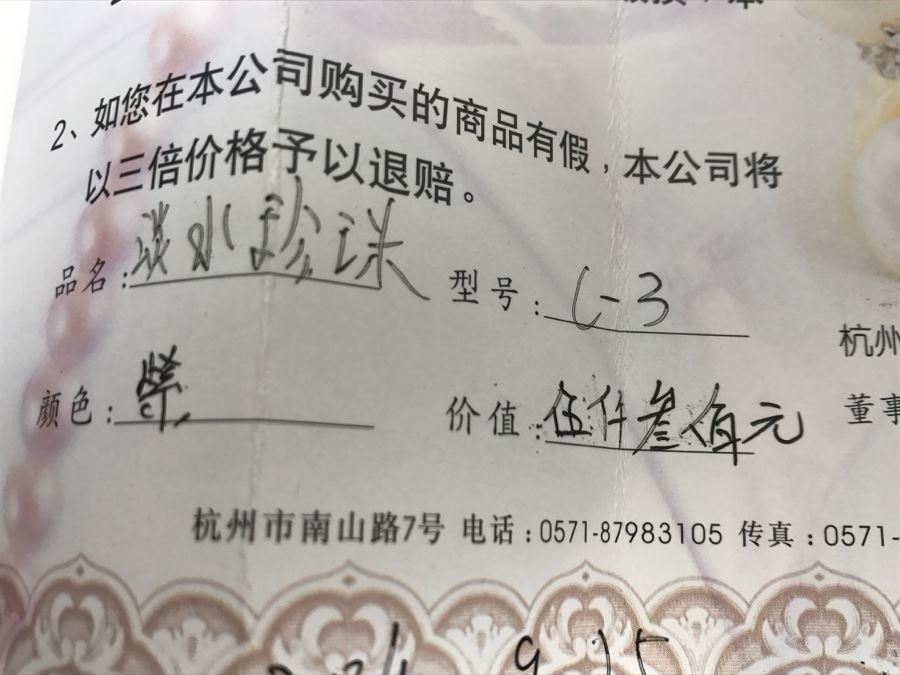 2、如您在本公司购买的商品有假，本公司将
以三倍价格予以退赔。
品名：淡水珍珠 型号：C-3
杭州
颜色：紫 价值：伍仟叁佰元
董事
杭州市南山路7号 电话：0571-87983105 传真：0571-
9 15